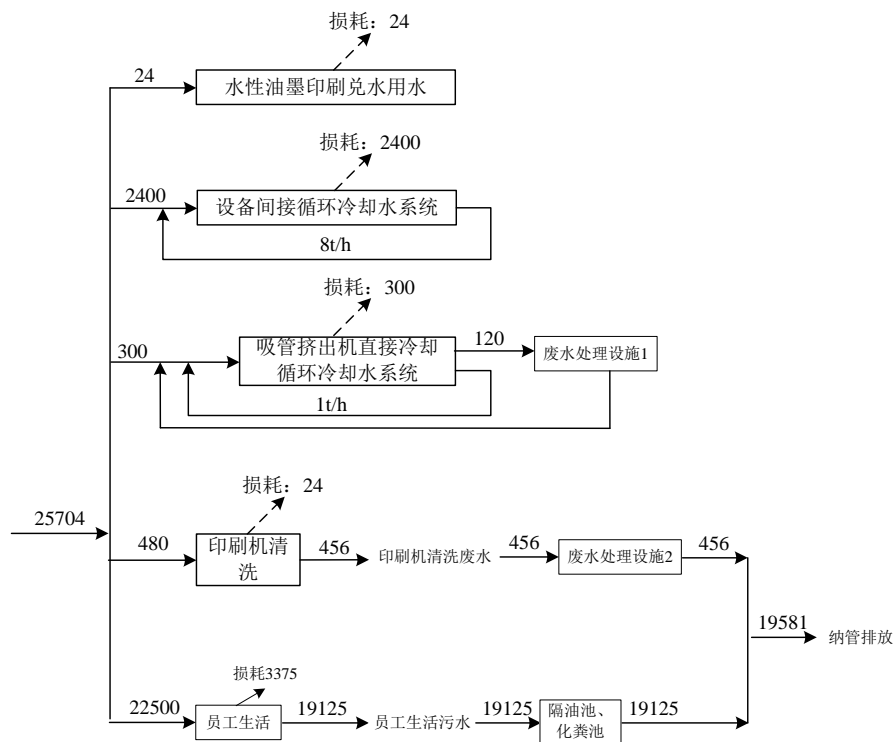 损耗：24
24
水性油墨印刷兑水用水
损耗：2400
2400
设备间接循环冷却水系统
8t/h
损耗：300
300
吸管挤出机直接冷却
循环冷却水系统
120
废水处理设施1
1t/h
损耗：24
25704
480
印刷机清
洗
456
印刷机清洗废水
456
废水处理设施2
456
19581
纳管排放
损耗3375
22500
员工生活
19125
员工生活污水
19125
隔油池、
化粪池
19125